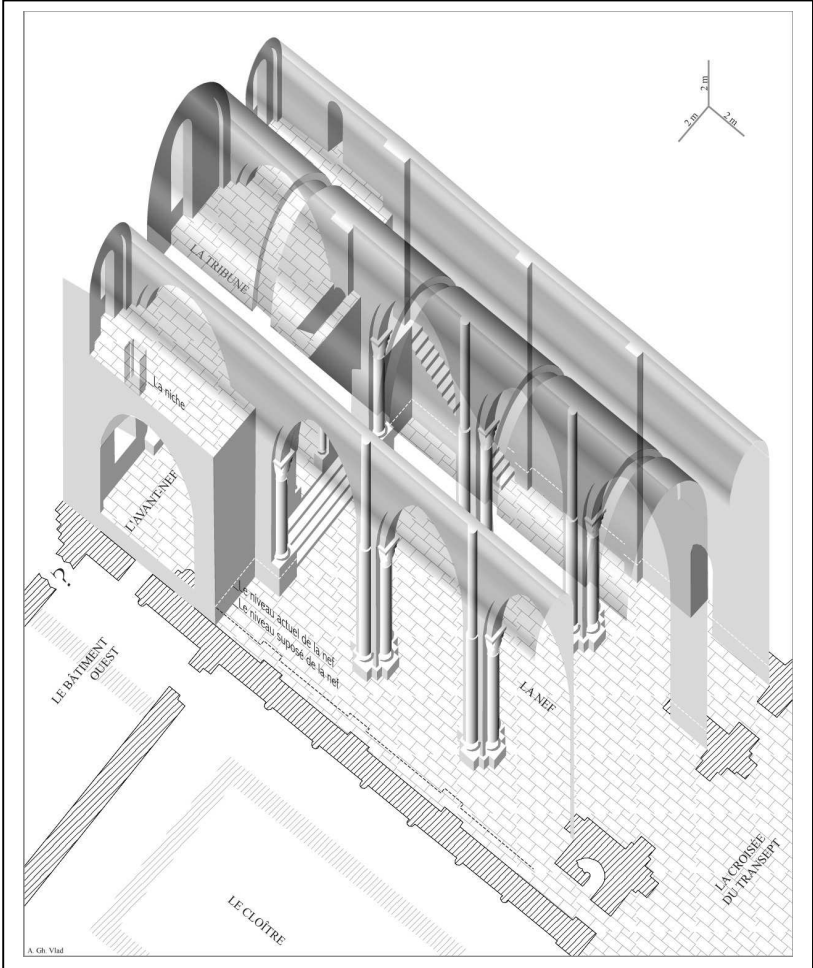 2 m
2 m
2 m
LA TRIBUNE
La niche
L'AVANT-NEF
?
LE BÂTIMENT
OUEST
Le niveau actuel de la nef
Le niveau suposé de la nef
LA NEF
LA CROISÉE
DU TRANSEPT
LE CLOÎTRE
A. Gh. Vlad